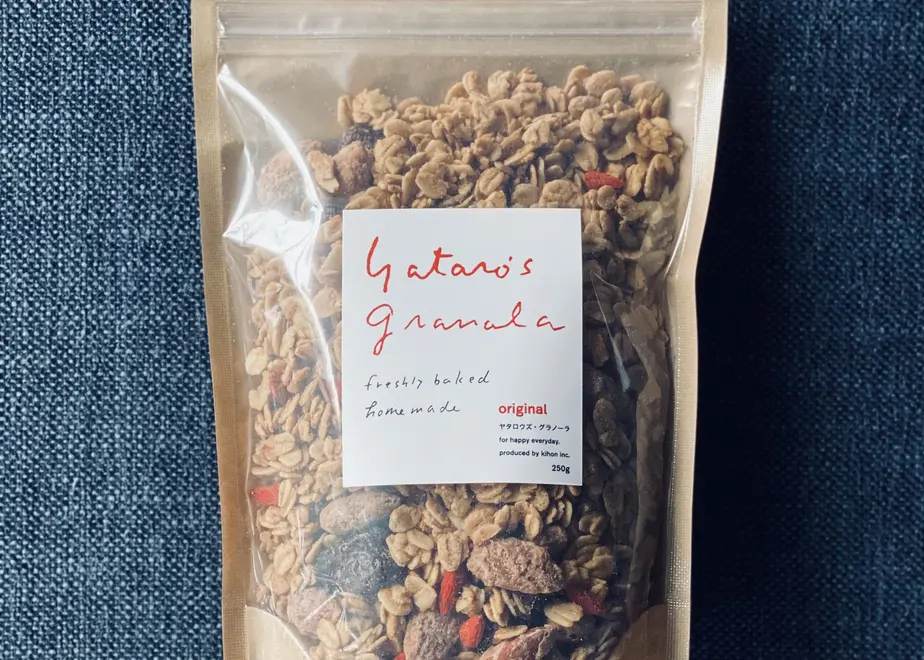 yataro's
granola
freshly baked
homemade
original
ヤタロウズ・グラノーラ
for happy everyday.
produced by kihon inc.
250g